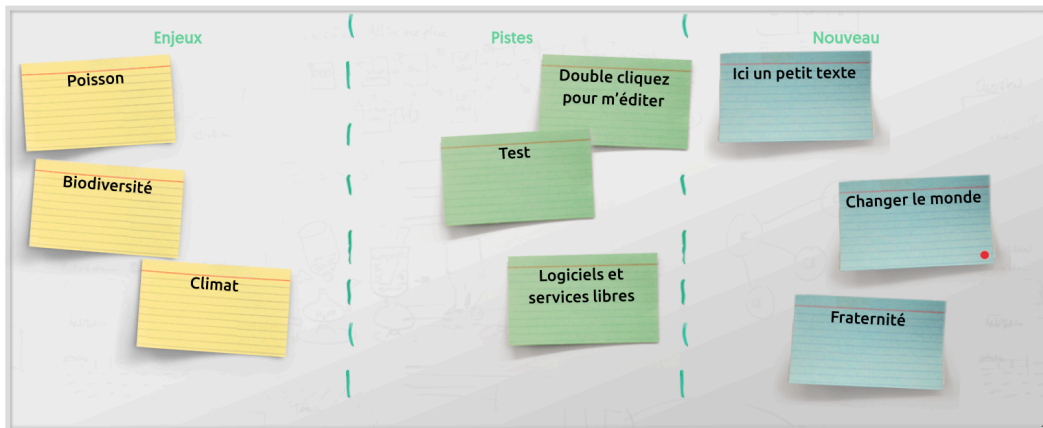 Enjeux
Poisson
Biodiversité
Climat
Pistes
Double cliquez
pour m'éditer
Test
Logiciels et
services libres
Nouveau
Ici un petit texte
Changer le monde
Fraternité